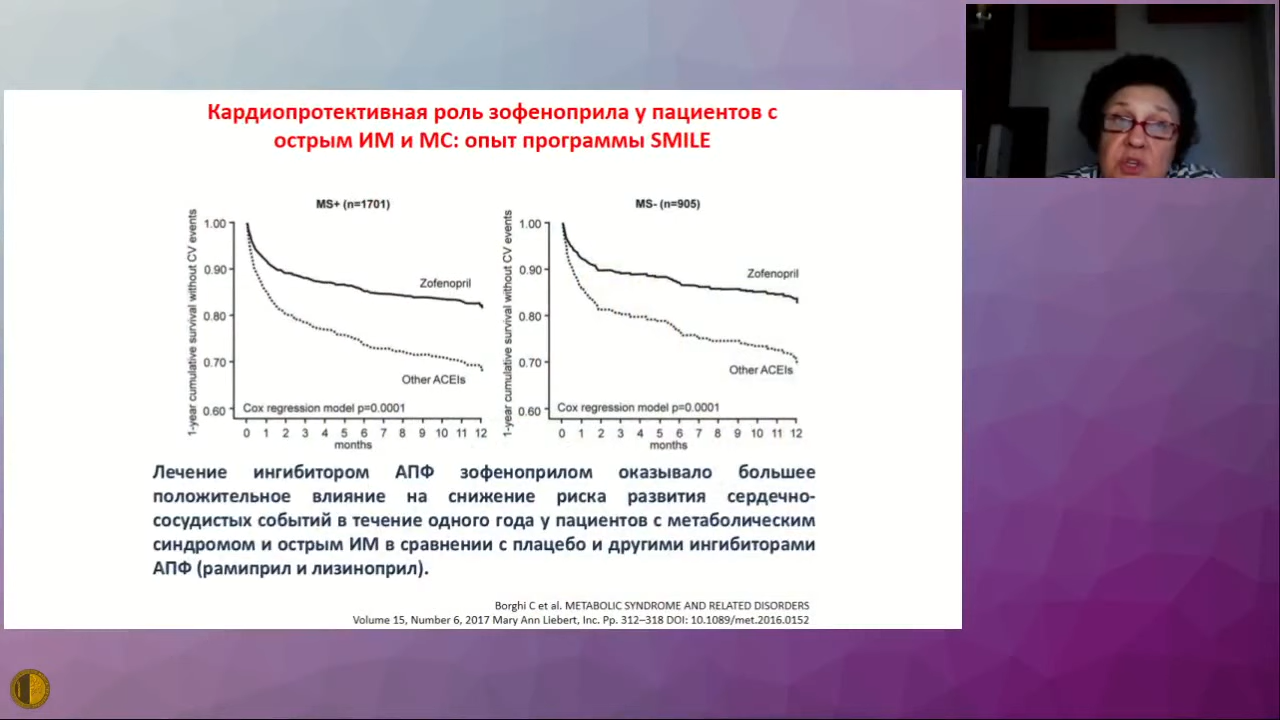 Кардиопротективная роль зофеноприла у пациентов с
острым ИМ и МС: опыт программы SMILE
MS+ (n=1701)
1-year cumulative survival without CV events
1.00
0.90
0.80
0.70
0.60
Zofenopril
Other ACEIs
Cox regression model p=0.0001
0 1 2 3 4 5 6 7 8 9 10 11 12
months
MS- (n=905)
1-year cumulative survival without CV events
1.00
0.90
0.80
0.70
0.60
Zofenopril
Other ACEIs
Cox regression model p=0.0001
0 1 2 3 4 5 6 7 8 9 10 11 12
months
Лечение ингибитором АПФ зофеноприлом оказывало большее
положительное влияние на снижение риска развития сердечно-
сосудистых событий в течение одного года у пациентов с метаболическим
синдромом и острым ИМ в сравнении с плацебо и другими ингибиторами
АПФ (рамиприл и лизиноприл).
Borghi C et al. METABOLIC SYNDROME AND RELATED DISORDERS
Volume 15, Number 6, 2017 Mary Ann Liebert, Inc. Pp. 312–318 DOI: 10.1089/met.2016.0152